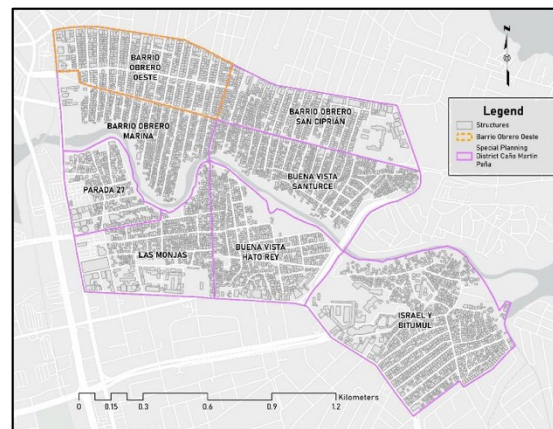 N
BARRIO
OBRERO
OESTE
BARRIO OBRERO
MARINA
BARRIO OBRERO
SAN CIPRIÁN
BUENA VISTA
SANTURCE
PARADA 27
LAS MONJAS
BUENA VISTA
HATO REY
ISRAEL Y
BITUMUL
Legend
Structures
Barrio Obrero Oeste
Special Planning
District Caño Martín
Peña
Kilometers
0 0.15 0.3 0.6 0.9 1.2